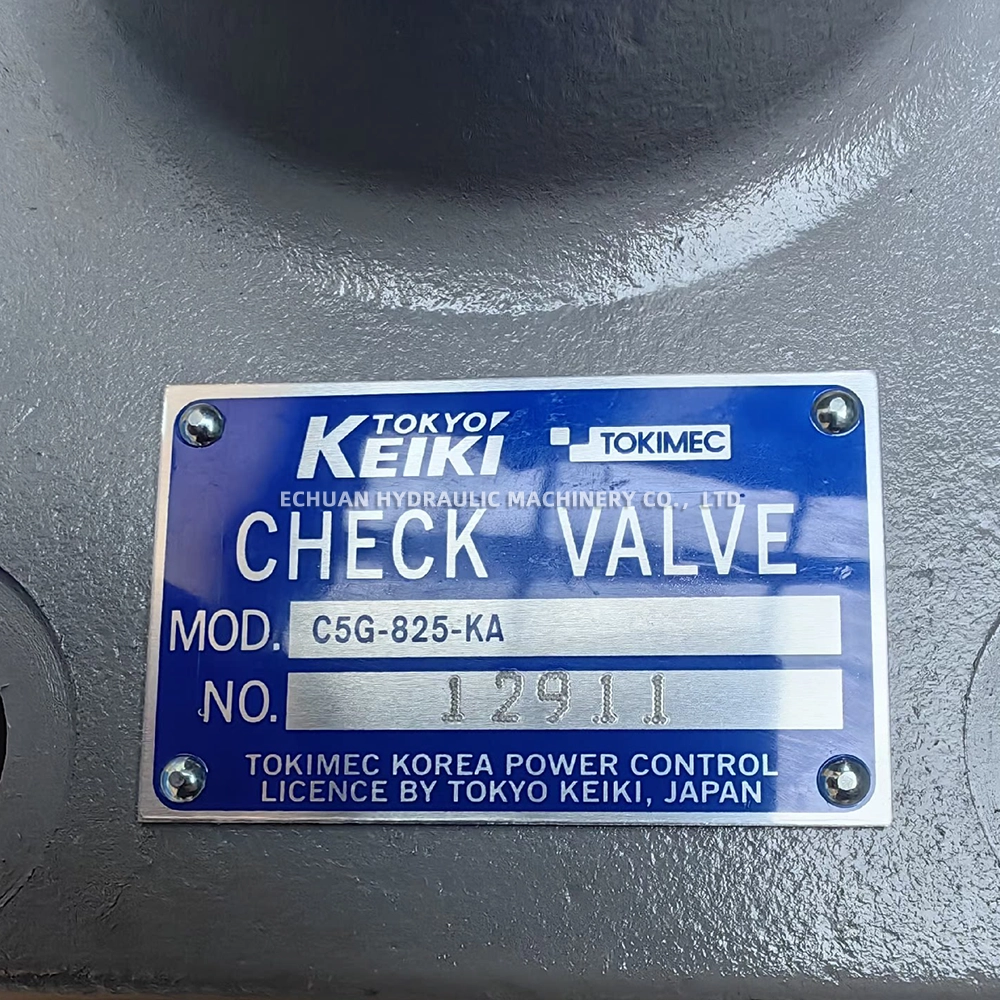 TOKYO
KEIKI TOKIMEC
ECHUAN HYDRAULIC MACHINERY CO., LTD
CHECK VALVE
MOD. C5G-825-KA
NO. 12911
TOKIMEC KOREA POWER CONTROL
LICENCE BY TOKYO KEIKI, JAPAN